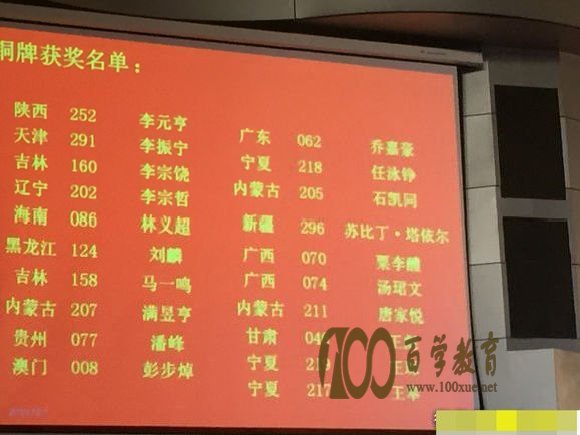 铜牌获奖名单：
陕西 252 李元亨
天津 291 李振宁
吉林 160 李宗饶
辽宁 202 李宗哲
海南 086 林义超
黑龙江 124 刘麟
吉林 158 马一鸣
内蒙古 207 满昱亨
贵州 077 潘峰
澳门 008 彭步焯
广东 062 乔嘉豪
宁夏 218 任泳铮
内蒙古 205 石凯同
新疆 296 苏比丁·塔依尔
广西 070 粟李醴
广西 074 汤珺文
内蒙古 211 唐家悦
甘肃
宁夏
宁夏 217
100 百学教育
www.100xue.net